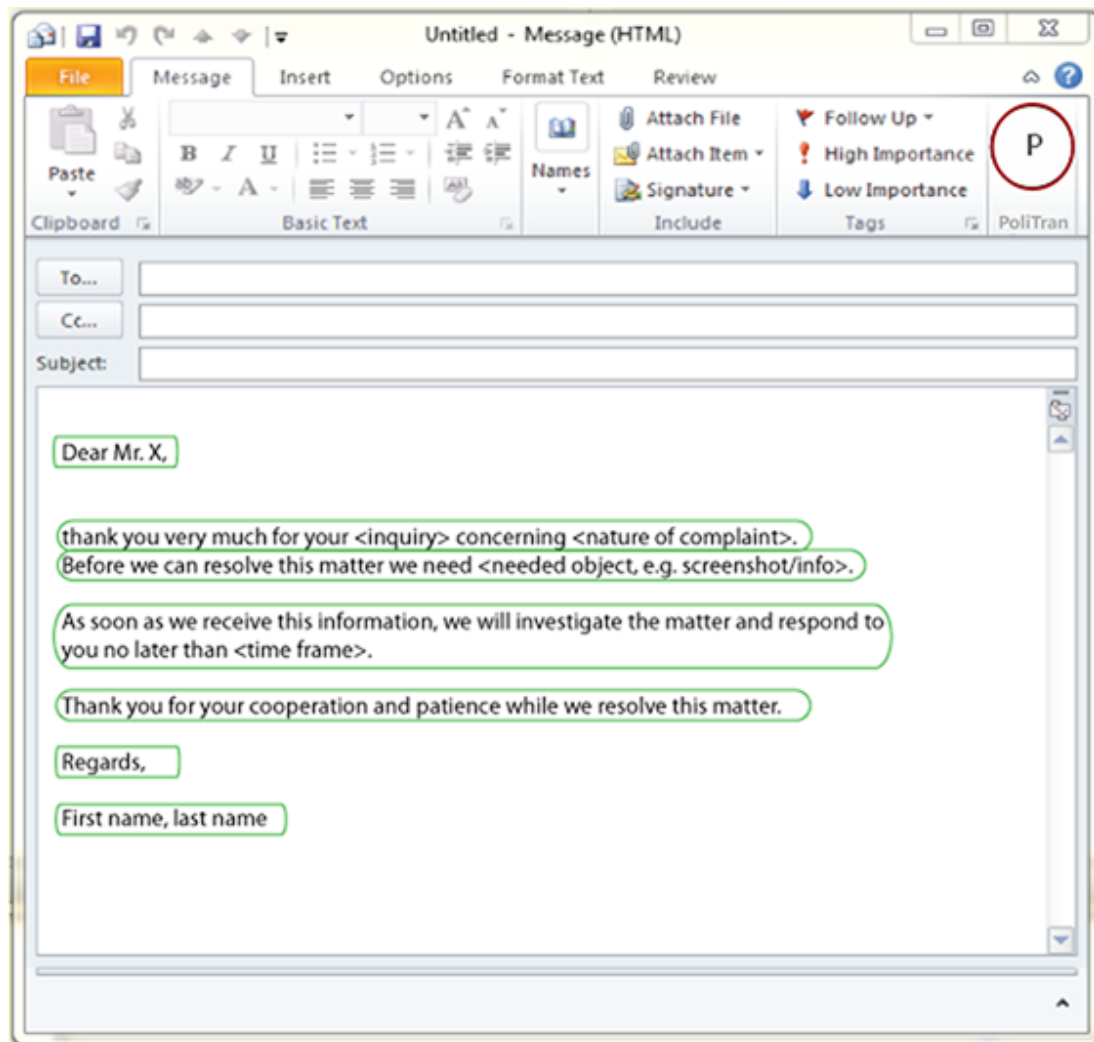 Untitled - Message (HTML)
File Message Insert Options Format Text Review
Paste
Clipboard
B I U
A A
A
Basic Text
Names
Attach File
Attach Item
Signature
Include
Follow Up
High Importance
Low Importance
Tags
P
PoliTran
To...
Cc...
Subject:
Dear Mr. X,
thank you very much for your <inquiry> concerning <nature of complaint>.
Before we can resolve this matter we need <needed object, e.g. screenshot/info>.
As soon as we receive this information, we will investigate the matter and respond to
you no later than <time frame>.
Thank you for your cooperation and patience while we resolve this matter.
Regards,
First name, last name